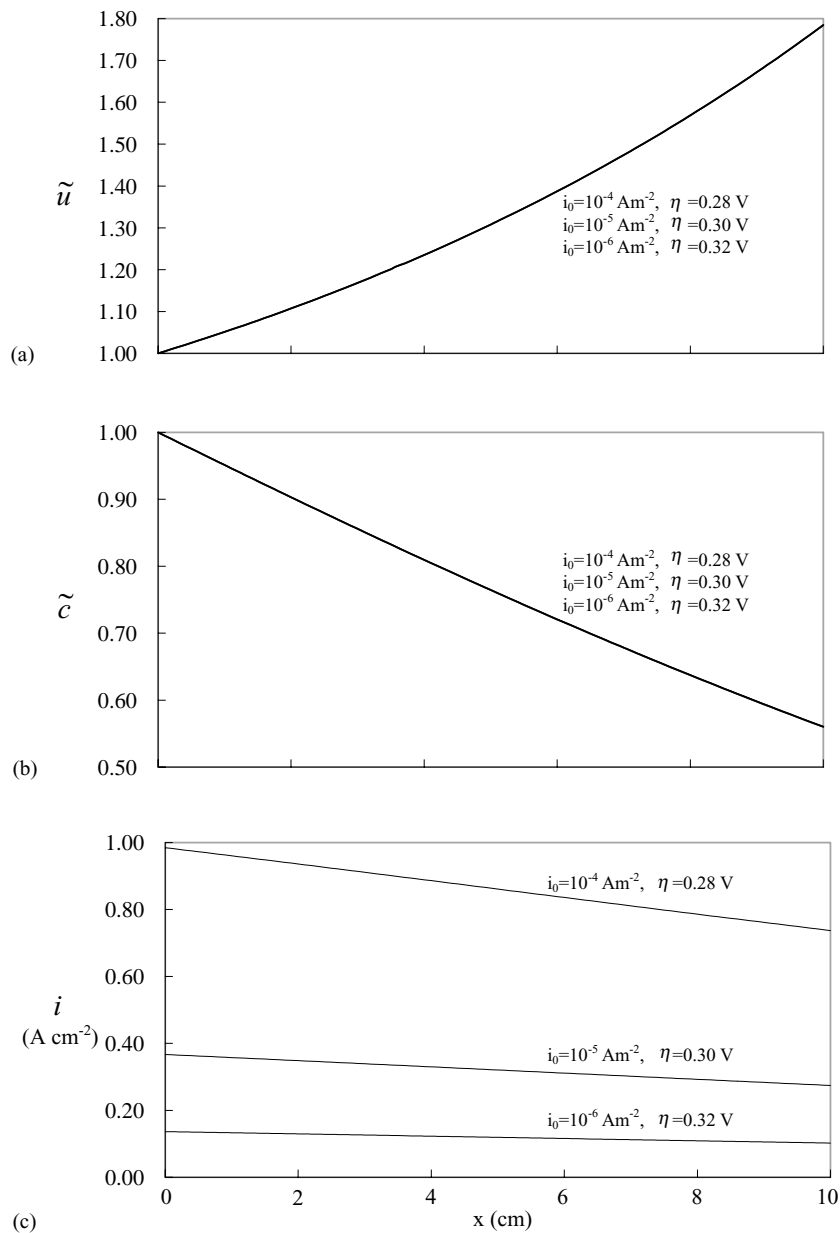 1.80
1.70
1.60
1.50
1.40
1.30
1.20
1.10
1.00
ũ
i₀=10⁻⁴ Am⁻², η =0.28 V
i₀=10⁻⁵ Am⁻², η =0.30 V
i₀=10⁻⁶ Am⁻², η =0.32 V
(a)
1.00
0.90
0.80
0.70
0.60
0.50
c̃
i₀=10⁻⁴ Am⁻², η =0.28 V
i₀=10⁻⁵ Am⁻², η =0.30 V
i₀=10⁻⁶ Am⁻², η =0.32 V
(b)
1.00
0.80
0.60
0.40
0.20
0.00
i
(A cm⁻²)
i₀=10⁻⁴ Am⁻², η =0.28 V
i₀=10⁻⁵ Am⁻², η =0.30 V
i₀=10⁻⁶ Am⁻², η =0.32 V
0 2 4 6 8 10
x (cm)
(c)